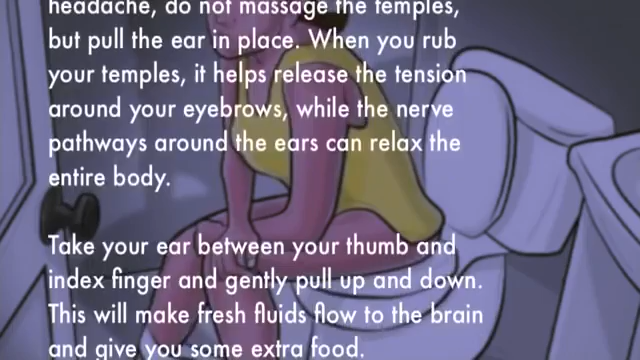 headache, do not massage the temples,
but pull the ear in place. When you rub
your temples, it helps release the tension
around your eyebrows, while the nerve
pathways around the ears can relax the
entire body.
Take your ear between your thumb and
index finger and gently pull up and down.
This will make fresh fluids flow to the brain
and give you some extra food.